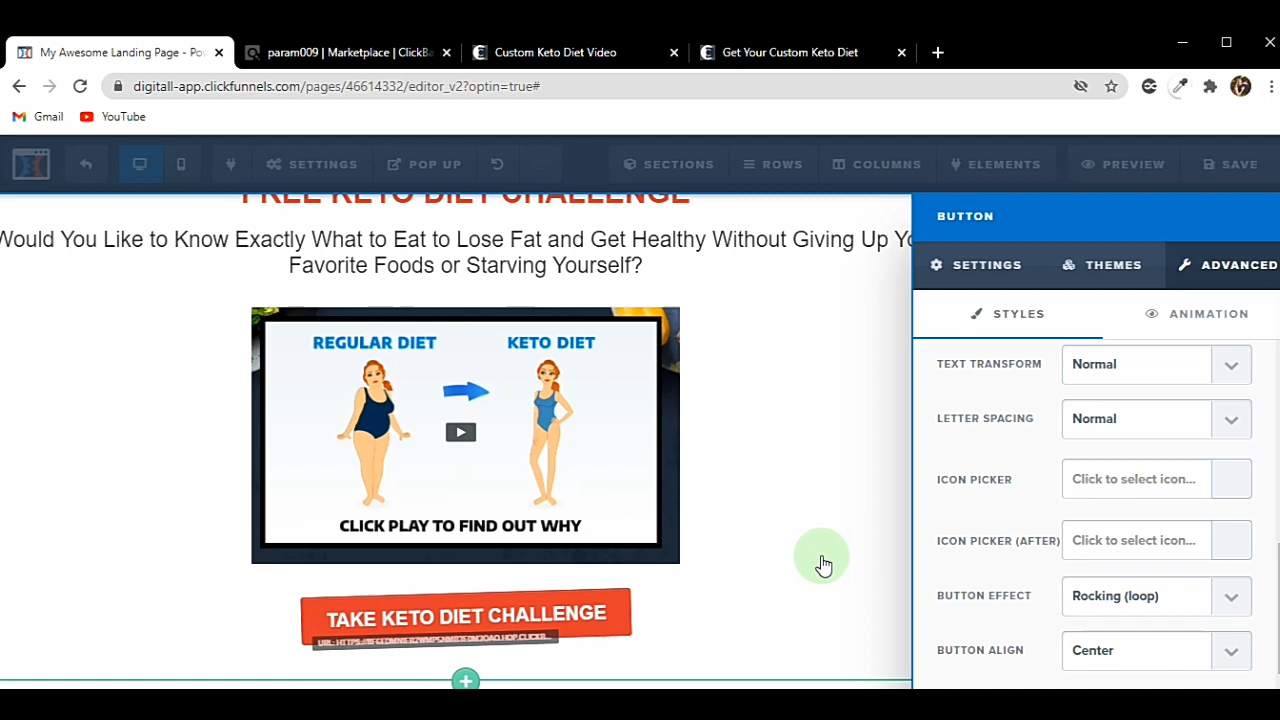 My Awesome Landing Page - Po
param009 | Marketplace | ClickBa
Custom Keto Diet Video
Get Your Custom Keto Diet
digitall-app.clickfunnels.com/pages/46614332/editor_v2?optin=true#
Gmail
YouTube
SETTINGS
POP UP
SECTIONS
ROWS
COLUMNS
ELEMENTS
PREVIEW
SAVE
FREE KETO DIET CHALLENGE
Would You Like to Know Exactly What to Eat to Lose Fat and Get Healthy Without Giving Up Yo
Favorite Foods or Starving Yourself?
REGULAR DIET
KETO DIET
CLICK PLAY TO FIND OUT WHY
TAKE KETO DIET CHALLENGE
BUTTON
SETTINGS
THEMES
ADVANCED
STYLES
ANIMATION
TEXT TRANSFORM
Normal
LETTER SPACING
Normal
ICON PICKER
Click to select icon...
ICON PICKER (AFTER)
Click to select icon...
BUTTON EFFECT
Rocking (loop)
BUTTON ALIGN
Center